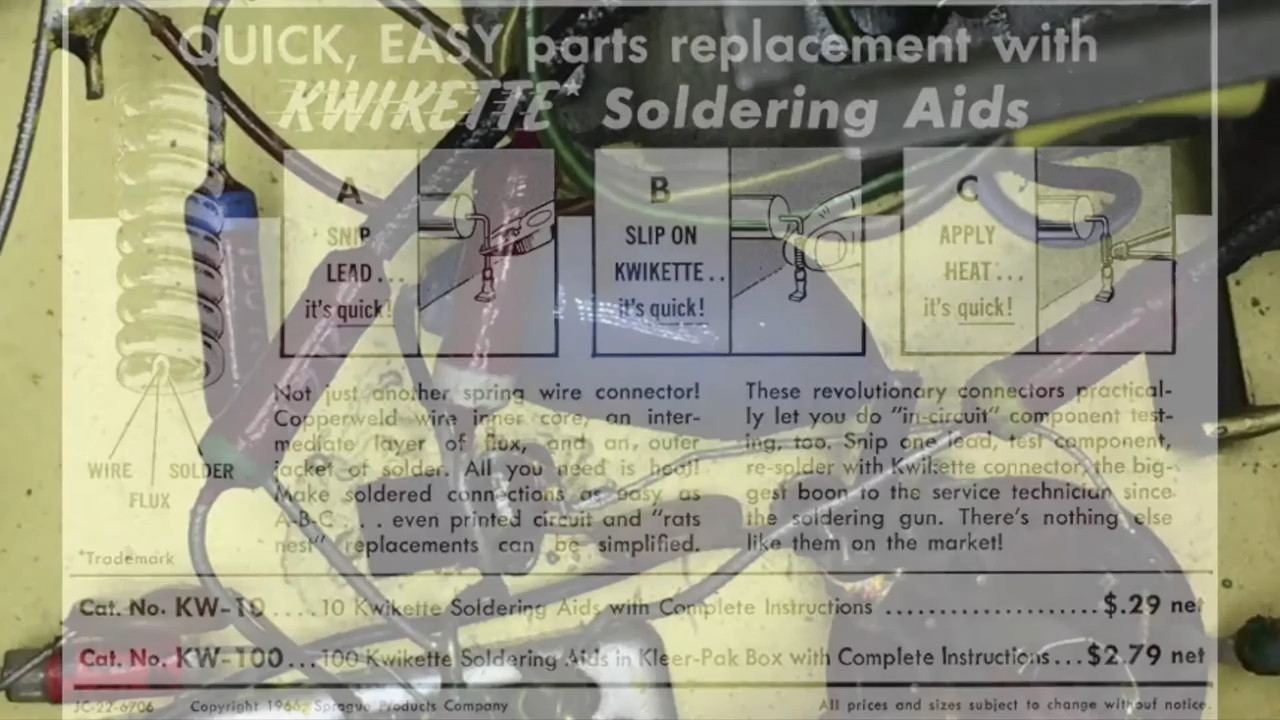 QUICK, EASY parts replacement with
KWIKETTE* Soldering Aids
A
SNIP
LEAD...
it's quick!
B
SLIP ON
KWIKETTE..
it's quick!
C
APPLY
HEAT...
it's quick!
WIRE
SOLDER
FLUX
*Trademark
Not just another spring wire connector!
Copperweld wire inner core, an inter-
mediate layer of flux, and an outer
jacket of solder. All you need is heat!
Make soldered connections as easy as
A-B-C . . . even printed circuit and "rats
nest" replacements can be simplified.
These revolutionary connectors practical-
ly let you do "in-circuit" component test-
ing, too. Snip one lead, test component,
re-solder with Kwikette connector, the big-
gest boon to the service technician since
the soldering gun. There's nothing else
like them on the market!
Cat. No. KW-10 ....10 Kwikette Soldering Aids with Complete Instructions ....................$.29 net
Cat. No. KW-100...100 Kwikette Soldering Aids in Kleer-Pak Box with Complete Instructions...$2.79 net
JC-22-6706 Copyright 1966, Sprague Products Company All prices and sizes subject to change without notice.